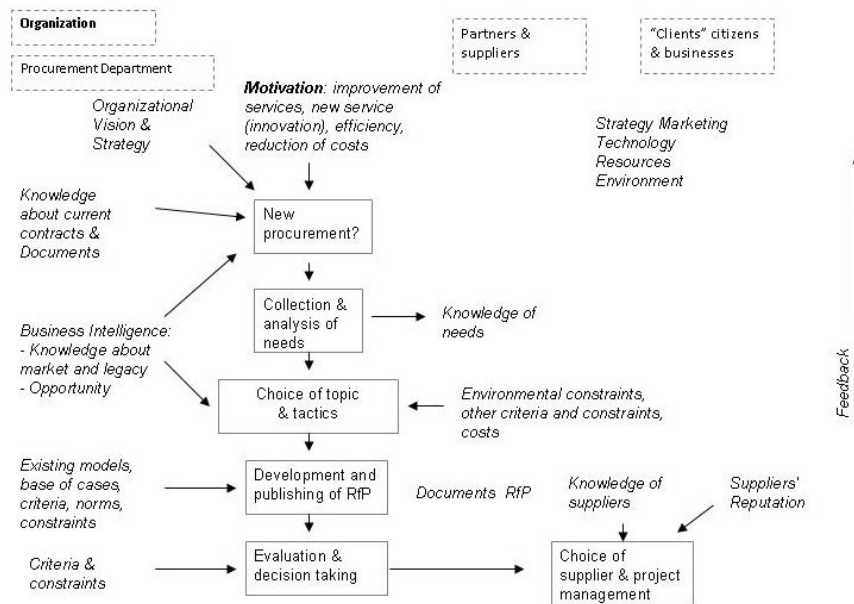 Organization
Procurement Department
Partners &
suppliers
"Clients" citizens
& businesses
Organizational
Vision &
Strategy
Motivation: improvement of
services, new service
(innovation), efficiency,
reduction of costs
Strategy Marketing
Technology
Resources
Environment
Knowledge
about current
contracts &
Documents
New
procurement?
Collection &
analysis of
needs
Knowledge of
needs
Business Intelligence:
- Knowledge about
market and legacy
- Opportunity
Choice of topic
& tactics
Environmental constraints,
other criteria and constraints,
costs
Feedback
Existing models,
base of cases,
criteria, norms,
constraints
Development and
publishing of RfP
Documents RfP
Knowledge of
suppliers
Suppliers'
Reputation
Criteria &
constraints
Evaluation &
decision taking
Choice of
supplier & project
management